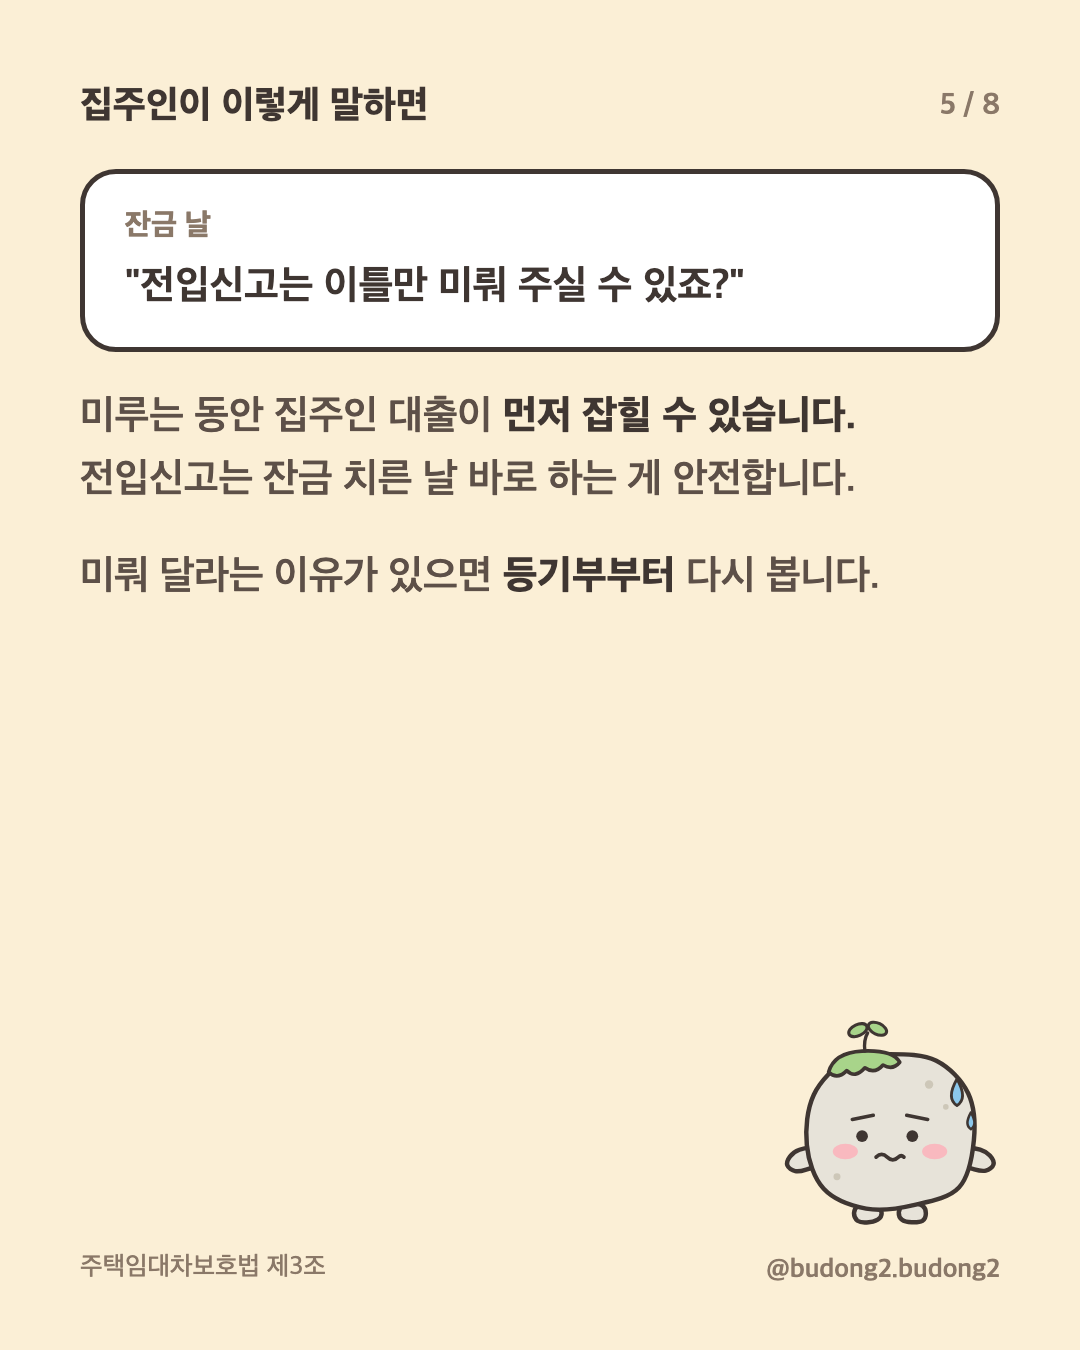 집주인이 이렇게 말하면
5 / 8
잔금 날
"전입신고는 이틀만 미뤄 주실 수 있죠?"
미루는 동안 집주인 대출이 먼저 잡힐 수 있습니다.
전입신고는 잔금 치른 날 바로 하는 게 안전합니다.
미뤄 달라는 이유가 있으면 등기부부터 다시 봅니다.
주택임대차보호법 제3조
@budong2.budong2